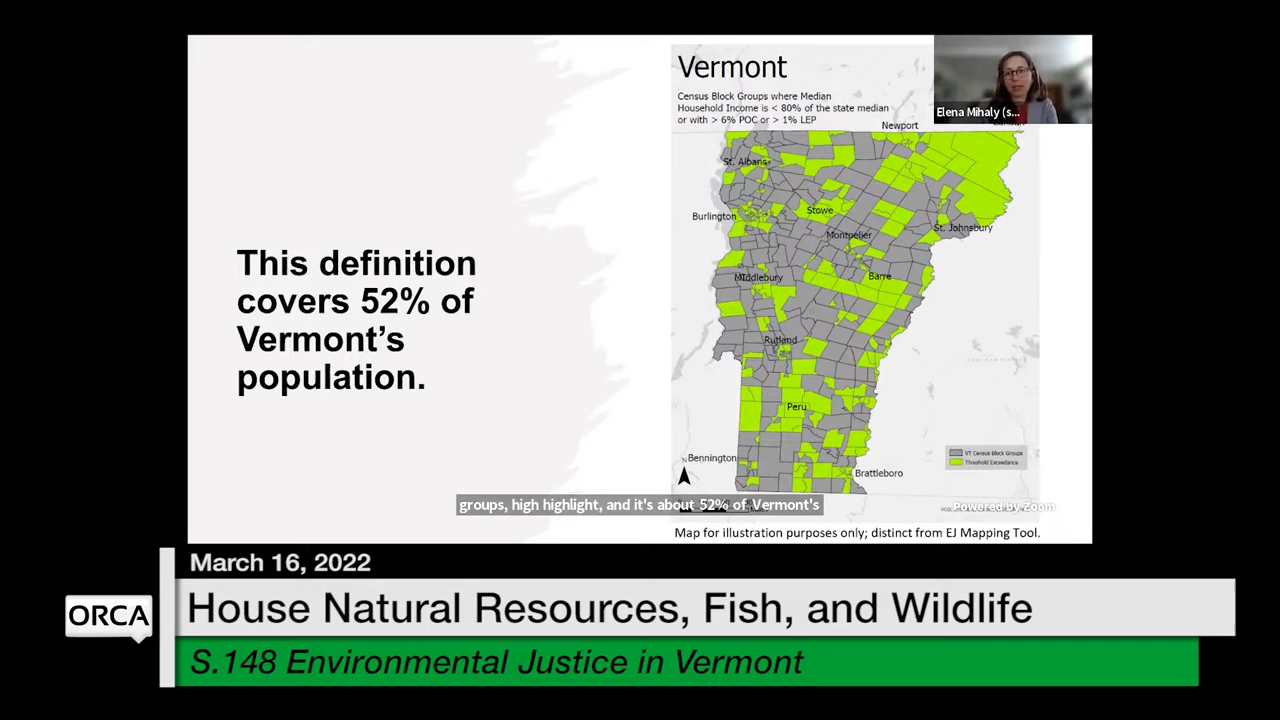 Vermont
Census Block Groups where Median
Household Income is < 80% of the state median
or with > 6% POC or > 1% LEP
Elena Mihaly (s...
Newport
St. Albans
Burlington
Stowe
Montpelier
St. Johnsbury
Middlebury
Barre
Rutland
Peru
Bennington
Brattleboro
N
VT Census Block Groups
Threshold Exceedance
This definition
covers 52% of
Vermont's
population.
groups, high highlight, and it's about 52% of Vermont's
Powered by Zoom
Map for illustration purposes only; distinct from EJ Mapping Tool.
March 16, 2022
ORCA
House Natural Resources, Fish, and Wildlife
S.148 Environmental Justice in Vermont